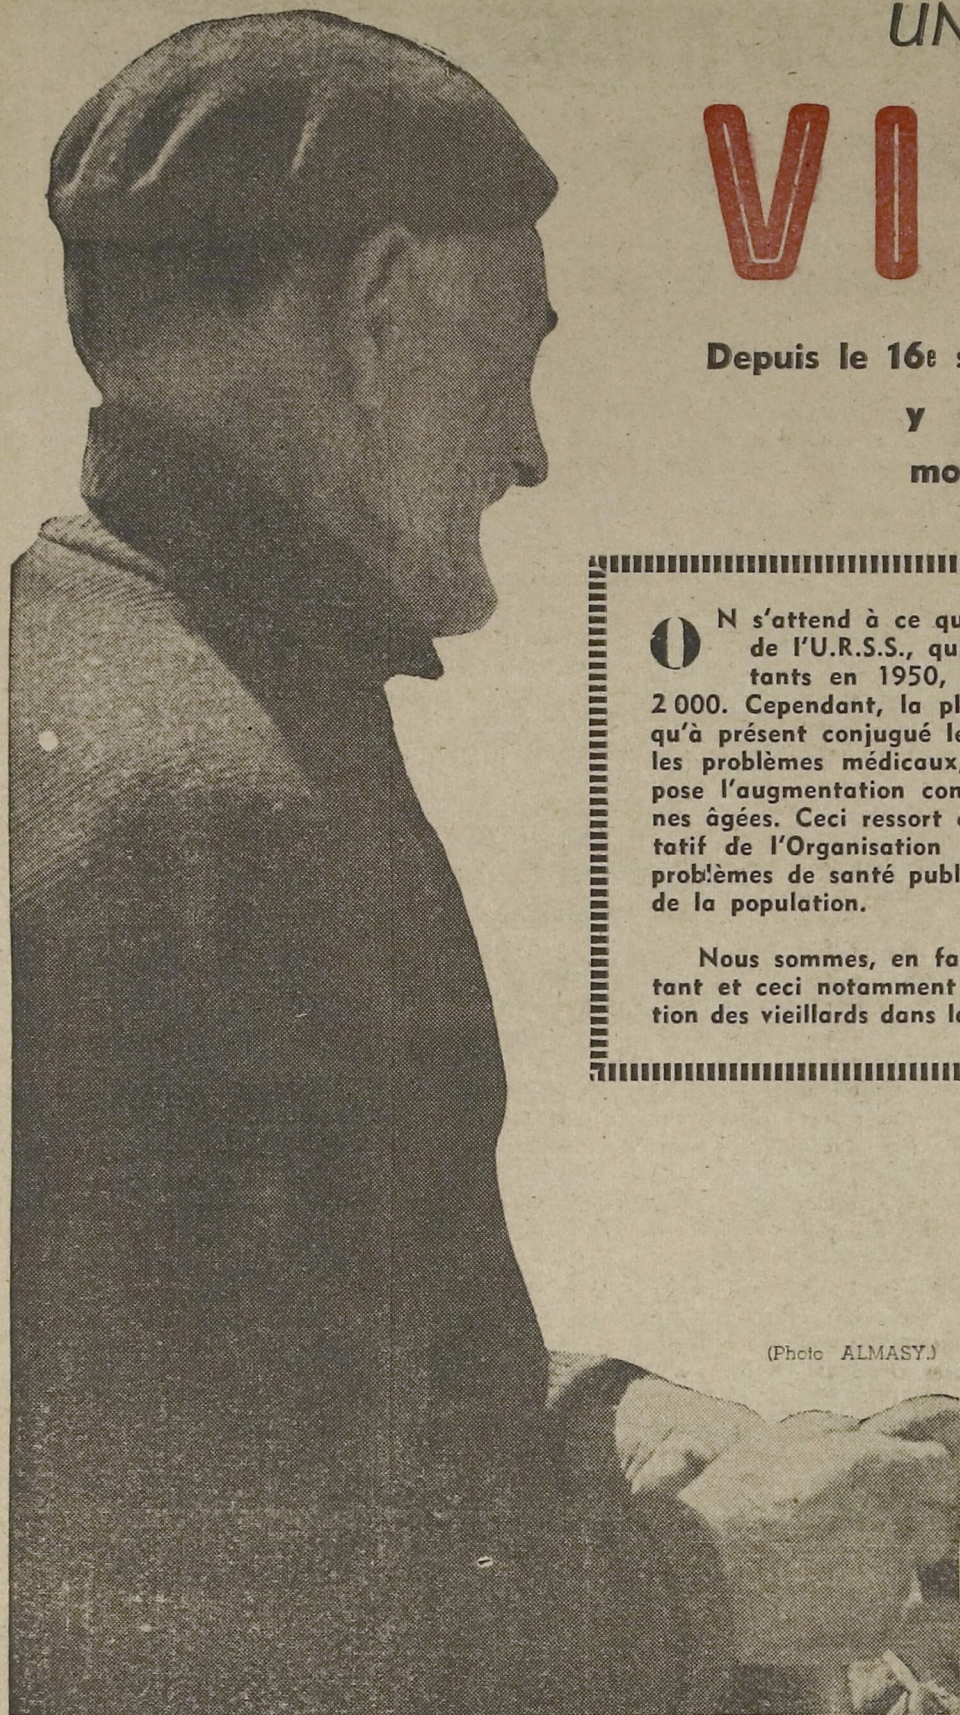 UN
VI
Depuis le 16e s
y
mo
ON s'attend à ce qu
de l'U.R.S.S., qu
tants en 1950,
2 000. Cependant, la pl
qu'à présent conjugué le
les problèmes médicaux,
pose l'augmentation con
nes âgées. Ceci ressort
tatif de l'Organisation
problèmes de santé publ
de la population.
Nous sommes, en fa
tant et ceci notamment
tion des vieillards dans le
(Photo ALMASY.)